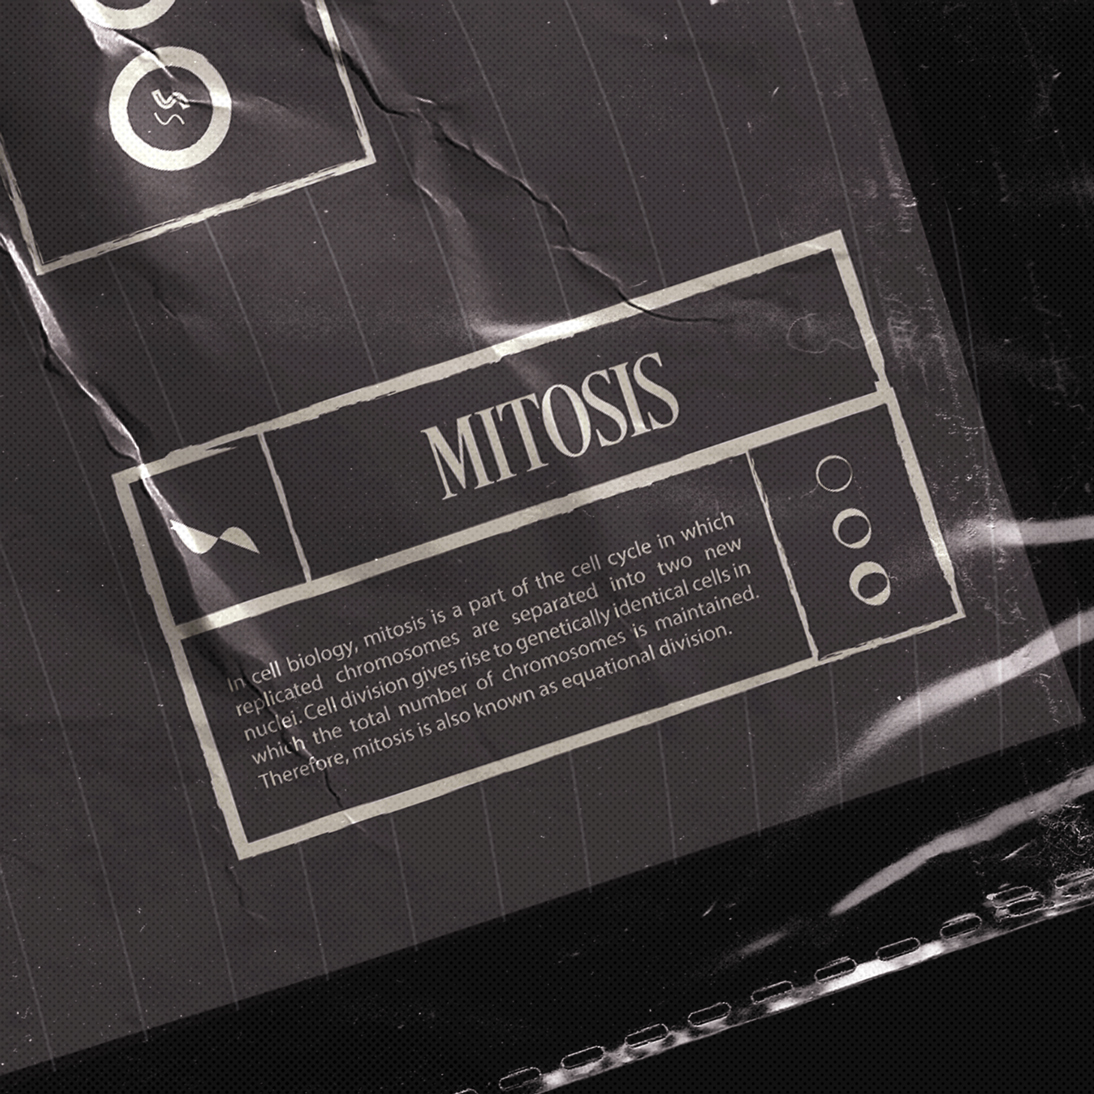 MITOSIS
In cell biology, mitosis is a part of the cell cycle in which
replicated chromosomes are separated into two new
nuclei. Cell division gives rise to genetically identical cells in
which the total number of chromosomes is maintained.
Therefore, mitosis is also known as equational division.